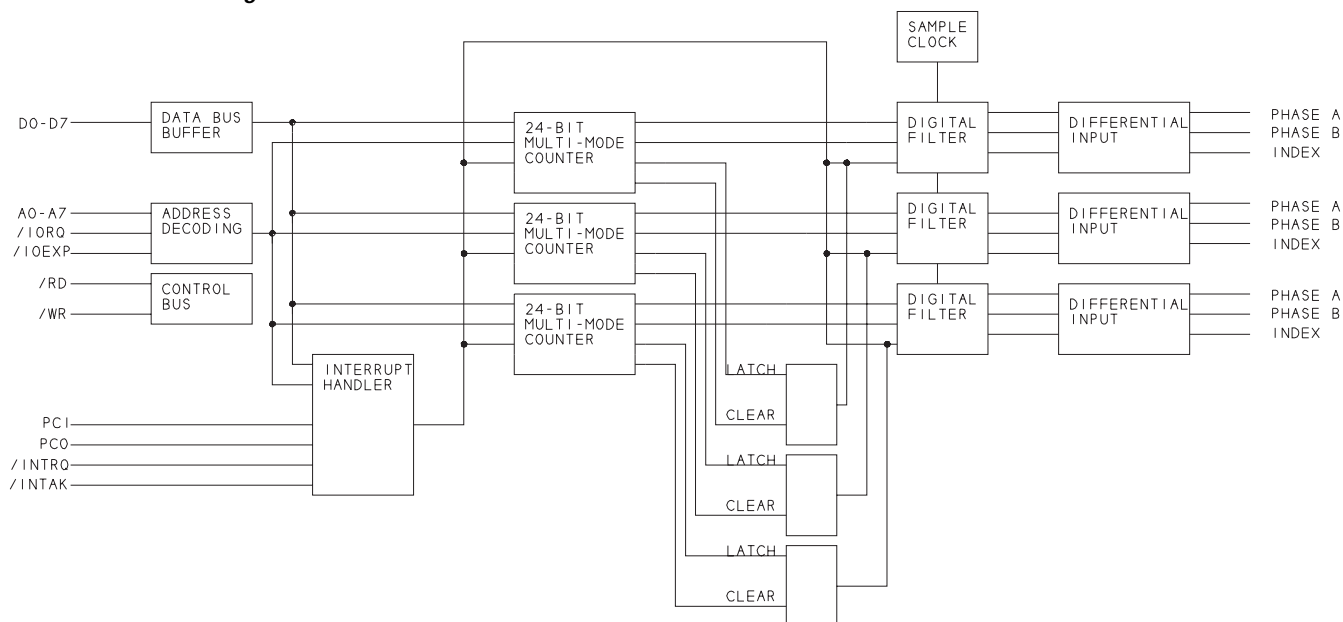 SAMPLE
CLOCK
D0-D7
DATA BUS
BUFFER
24-BIT
MULTI-MODE
COUNTER
DIGITAL
FILTER
DIFFERENTIAL
INPUT
PHASE A
PHASE B
INDEX
A0-A7
/IORQ
/IOEXP
ADDRESS
DECODING
24-BIT
MULTI-MODE
COUNTER
DIGITAL
FILTER
DIFFERENTIAL
INPUT
PHASE A
PHASE B
INDEX
/RD
/WR
CONTROL
BUS
24-BIT
MULTI-MODE
COUNTER
DIGITAL
FILTER
DIFFERENTIAL
INPUT
PHASE A
PHASE B
INDEX
INTERRUPT
HANDLER
PCI
PCO
/INTRQ
/INTAK
LATCH
CLEAR
LATCH
CLEAR
LATCH
CLEAR